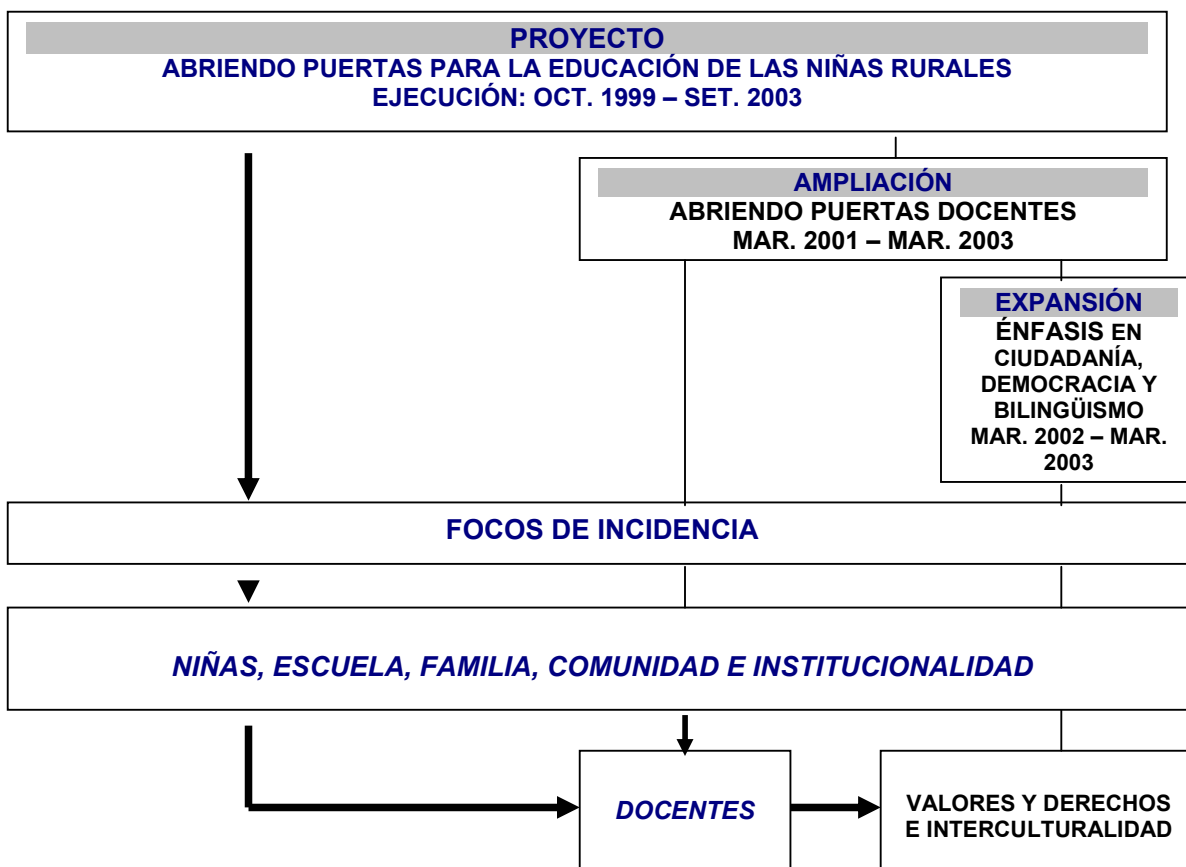 PROYECTO
ABRIENDO PUERTAS PARA LA EDUCACIÓN DE LAS NIÑAS RURALES
EJECUCIÓN: OCT. 1999 – SET. 2003
AMPLIACIÓN
ABRIENDO PUERTAS DOCENTES
MAR. 2001 – MAR. 2003
EXPANSIÓN
ÉNFASIS EN
CIUDADANÍA,
DEMOCRACIA Y
BILINGÜISMO
MAR. 2002 – MAR.
2003
FOCOS DE INCIDENCIA
NIÑAS, ESCUELA, FAMILIA, COMUNIDAD E INSTITUCIONALIDAD
DOCENTES
VALORES Y DERECHOS
E INTERCULTURALIDAD